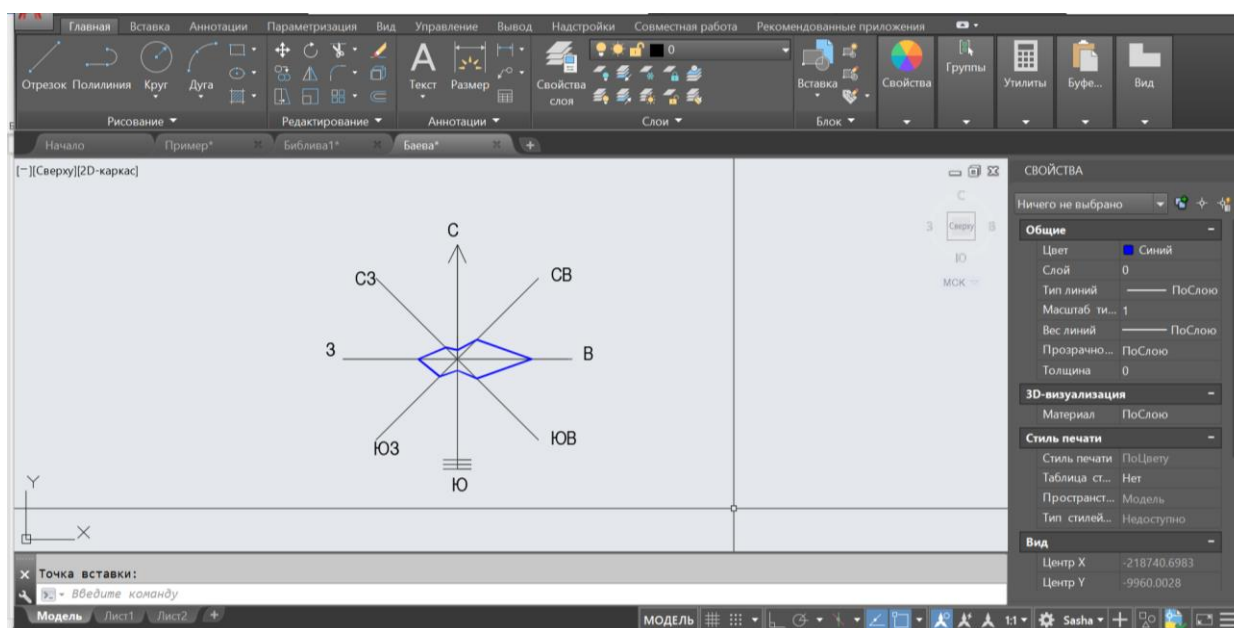 Главная Вставка Аннотации Параметризация Вид Управление Вывод Надстройки Совместная работа Рекомендованные приложения
0
Отрезок Полилиния Круг Дуга Текст Размер Свойства слоя Вставка Свойства Группы Утилиты Буфе... Вид
Рисование Редактирование Аннотации Слои Блок
Начало Пример* Библива1* Баева*
[−][Сверху][2D-каркас]
С
З Сверху В
Ю
МСК
С
СЗ СВ
З В
ЮЗ ЮВ
Ю
Y
X
СВОЙСТВА
Ничего не выбрано
Общие
Цвет Синий
Слой 0
Тип линий ПоСлою
Масштаб ти... 1
Вес линий ПоСлою
Прозрачно... ПоСлою
Толщина 0
3D-визуализация
Материал ПоСлою
Стиль печати
Стиль печати ПоЦвету
Таблица ст... Нет
Пространст... Модель
Тип стилей... Недоступно
Вид
Центр X -218740.6983
Центр Y -9960.0028
Точка вставки:
Введите команду
Модель Лист1 Лист2 +
МОДЕЛЬ 1:1 Sasha